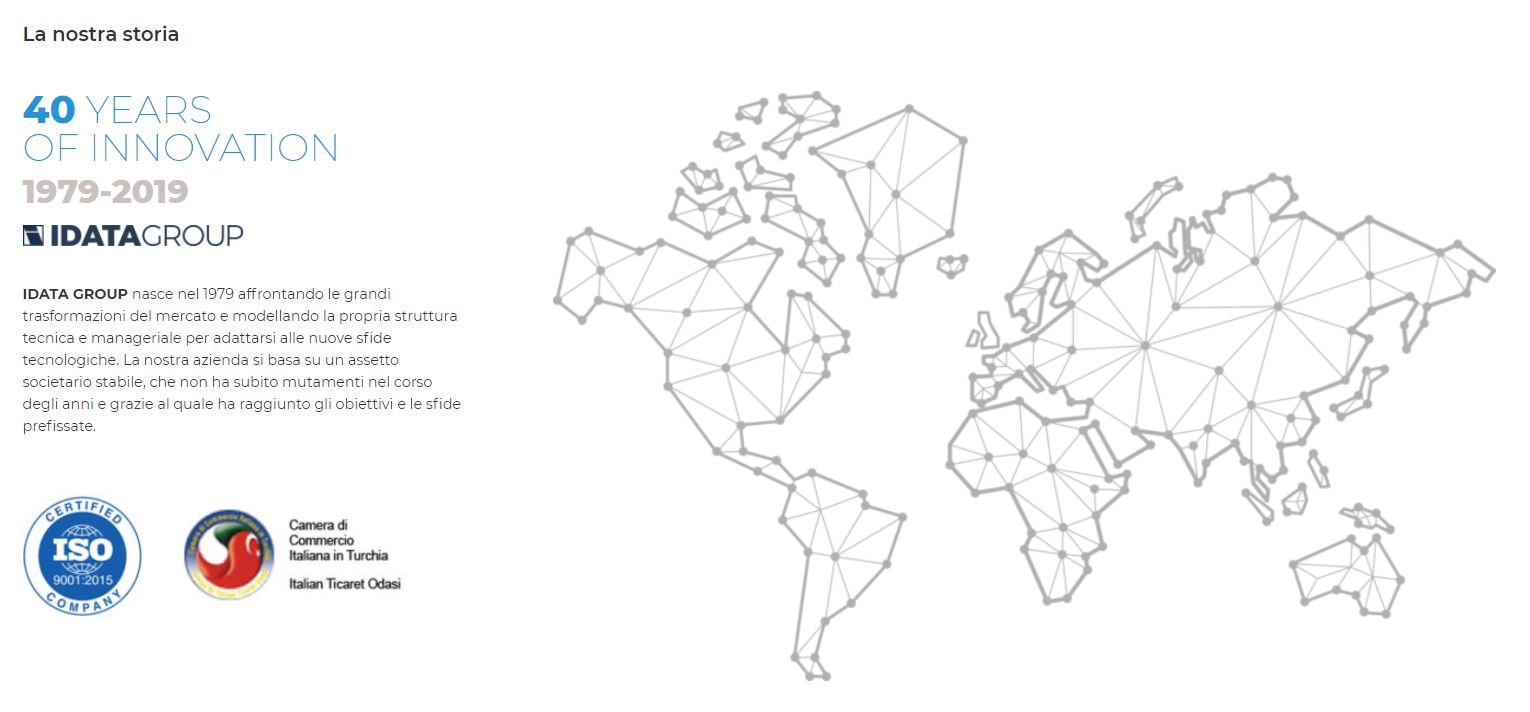 La nostra storia
40 YEARS
OF INNOVATION
1979-2019
IDATAGROUP
IDATA GROUP nasce nel 1979 affrontando le grandi
trasformazioni del mercato e modellando la propria struttura
tecnica e manageriale per adattarsi alle nuove sfide
tecnologiche. La nostra azienda si basa su un assetto
societario stabile, che non ha subito mutamenti nel corso
degli anni e grazie al quale ha raggiunto gli obiettivi e le sfide
prefissate.
CERTIFIED
ISO
9001:2015
COMPANY
Camera di
Commercio
Italiana in Turchia
Italian Ticaret Odasi